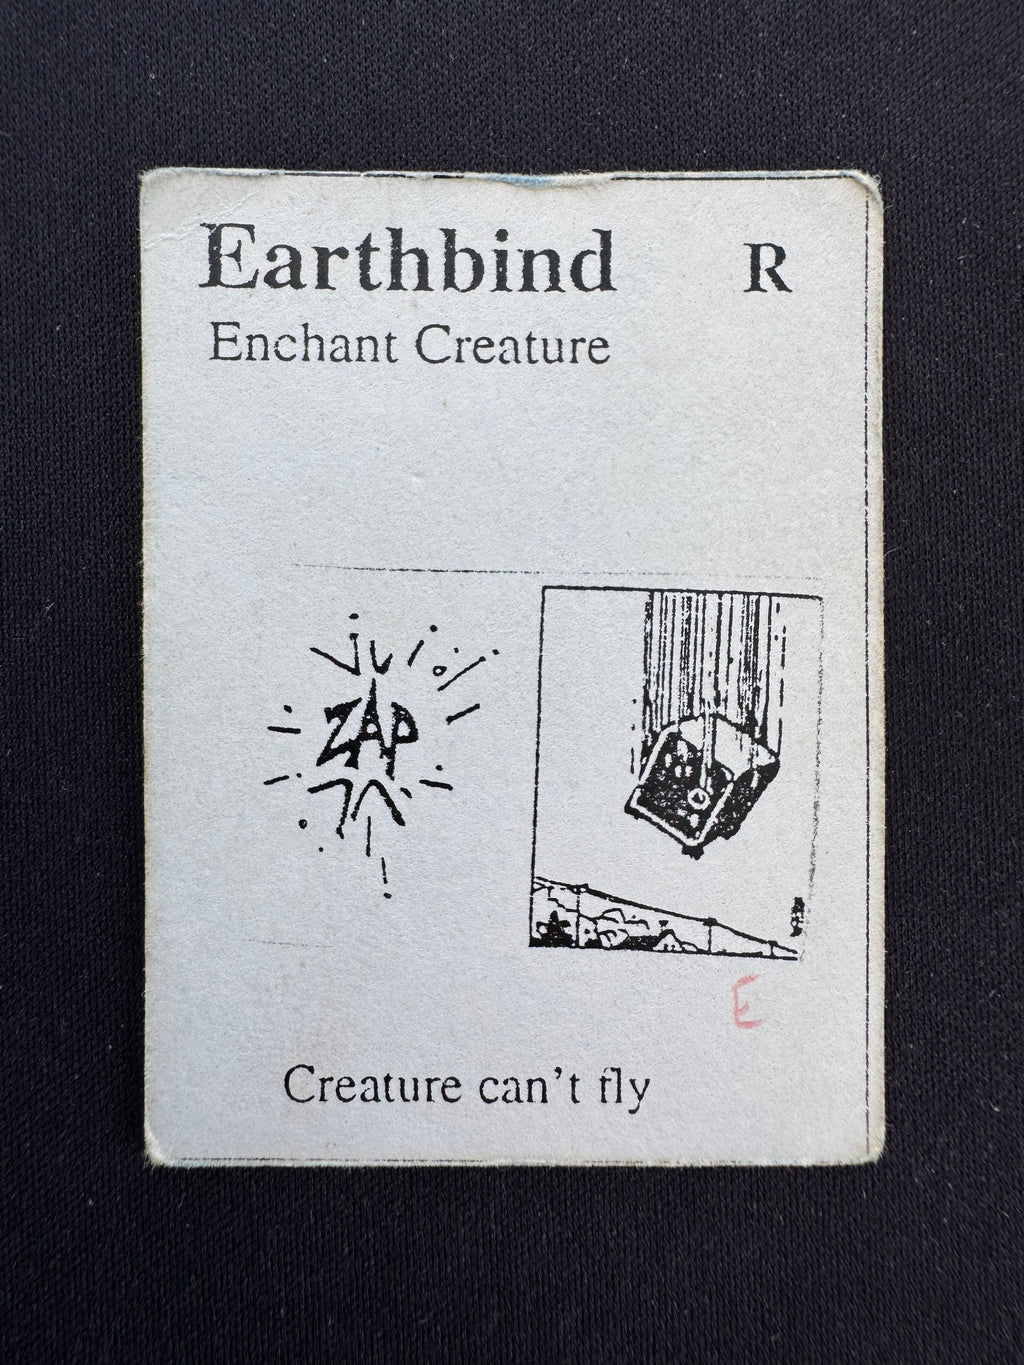 Earthbind R
Enchant Creature
ZAP
E
Creature can't fly